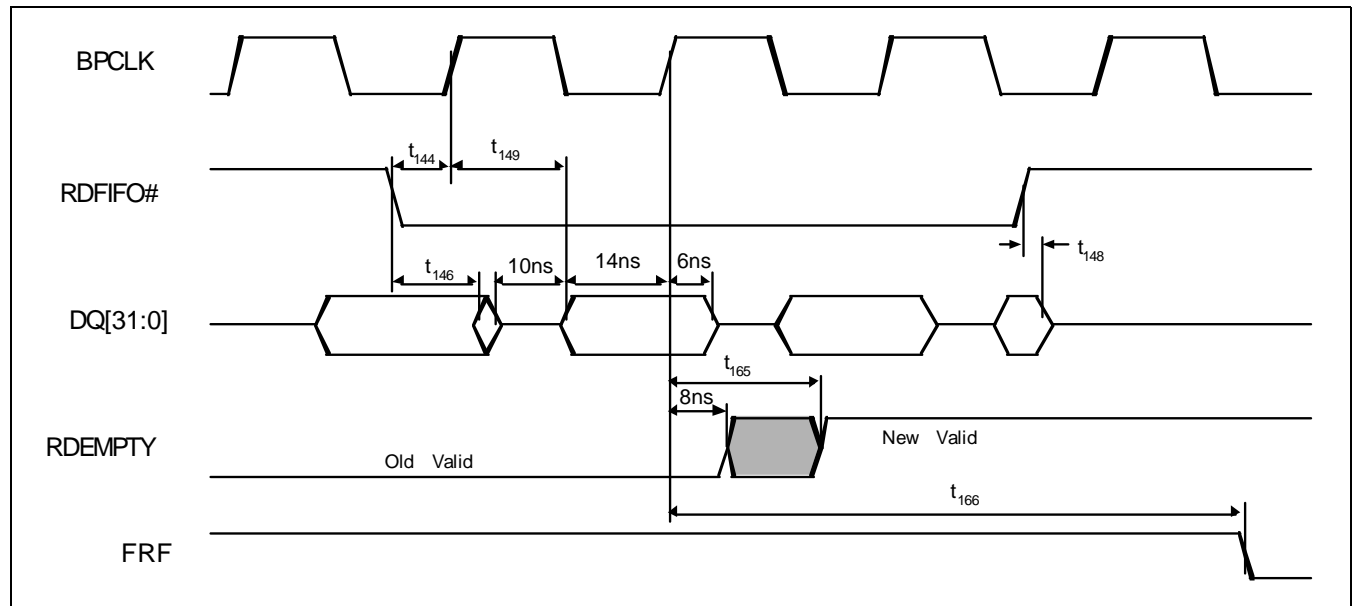 BPCLK
t144 t149
RDFIFO#
t148
t146 10ns 14ns 6ns
DQ[31:0]
t165
8ns
RDEMPTY
Old Valid
New Valid
t166
FRF